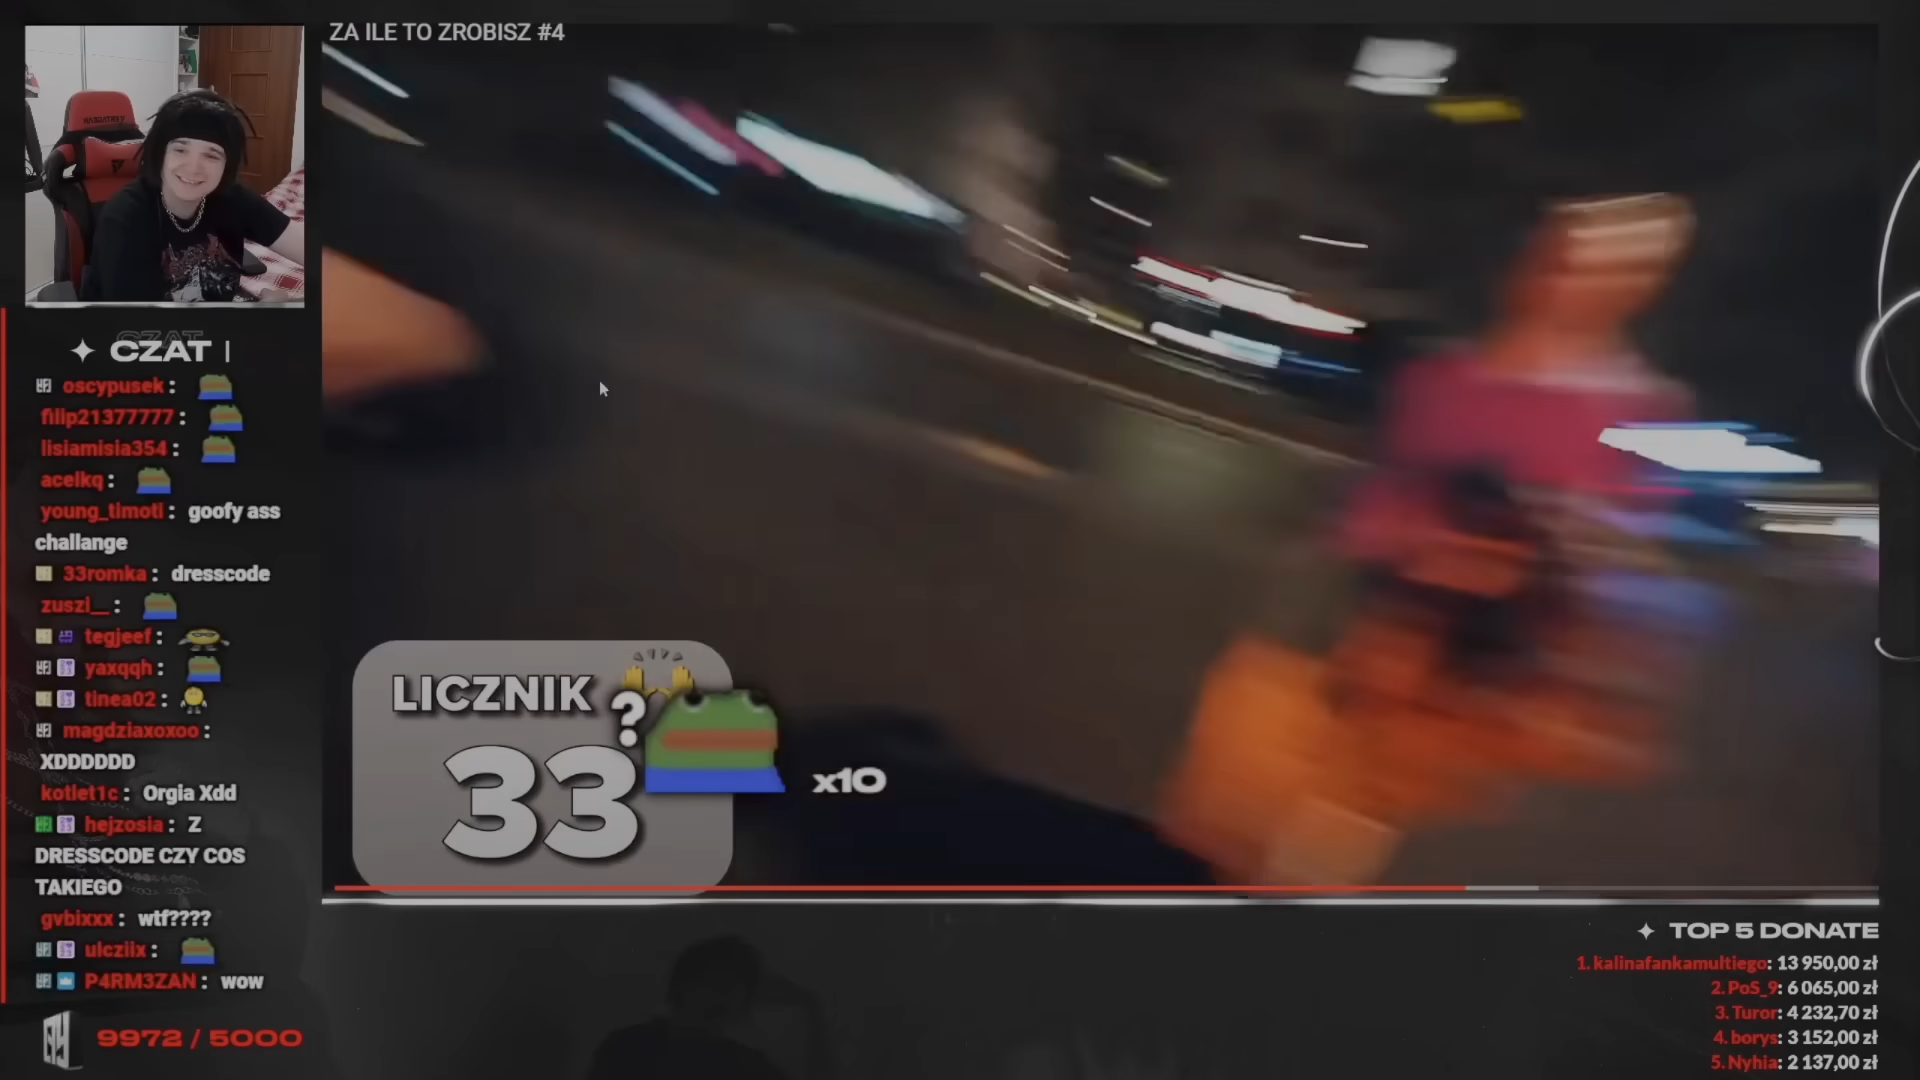 ZA ILE TO ZROBISZ #4
CZAT
oscypusek:
filip21377777:
lisiamisia354:
acelkq:
young_timoti: goofy ass
challange
33romka: dresscode
zuszi__:
tegjeef:
yaxqqh:
tinea02:
magdziaxoxoo:
XDDDDDD
kotlet1c: Orgia Xdd
hejzosia: Z
DRESSCODE CZY COS
TAKIEGO
gvbixxx: wtf????
ulcziix:
P4RM3ZAN: wow
9972 / 5000
LICZNIK
?
33
x10
TOP 5 DONATE
1. kalinafankamultiego: 13 950,00 zł
2. PoS_9: 6 065,00 zł
3. Turor: 4 232,70 zł
4. borys: 3 152,00 zł
5. Nyhia: 2 137,00 zł